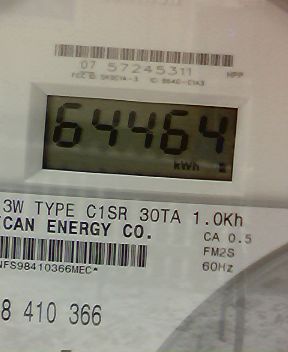 07 57245311
HPP
64464
kWh
3W TYPE C1SR 30TA 1.0Kh
CAN ENERGY CO.
CA 0.5
FM2S
60Hz
NFS98410366MEC*
8 410 366